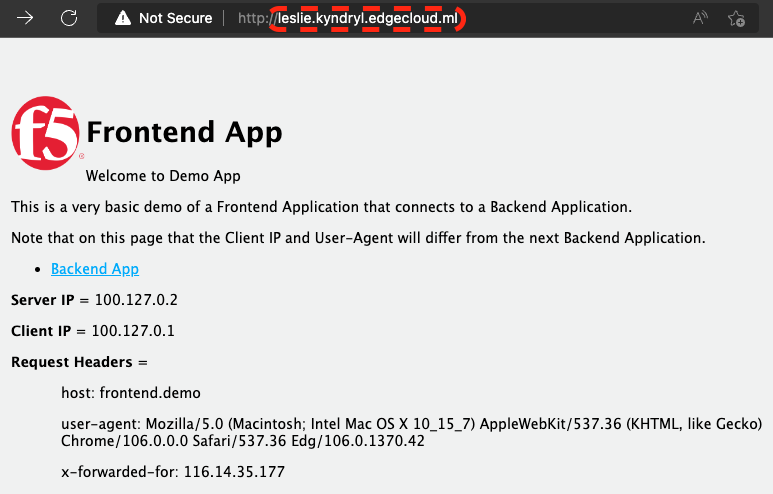 Not Secure http://leslie.kyndryl.edgecloud.ml
f5 Frontend App
Welcome to Demo App
This is a very basic demo of a Frontend Application that connects to a Backend Application.
Note that on this page that the Client IP and User-Agent will differ from the next Backend Application.
• Backend App
Server IP = 100.127.0.2
Client IP = 100.127.0.1
Request Headers =
host: frontend.demo
user-agent: Mozilla/5.0 (Macintosh; Intel Mac OS X 10_15_7) AppleWebKit/537.36 (KHTML, like Gecko)
Chrome/106.0.0.0 Safari/537.36 Edg/106.0.1370.42
x-forwarded-for: 116.14.35.177